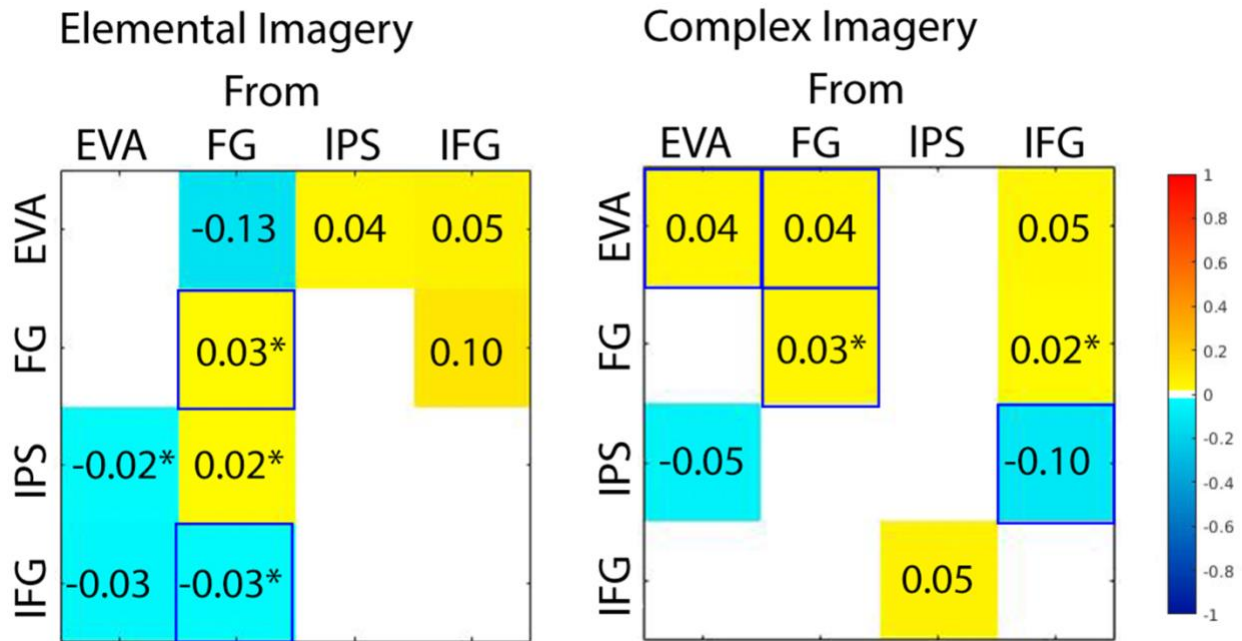 Elemental Imagery Complex Imagery
From From
EVA FG IPS IFG EVA FG IPS IFG
EVA -0.13 0.04 0.05 EVA 0.04 0.04 0.05
FG 0.03* 0.10 FG 0.03* 0.02*
IPS -0.02* 0.02* IPS -0.05 -0.10
IFG -0.03 -0.03* IFG 0.05
1
0.8
0.6
0.4
0.2
0
-0.2
-0.4
-0.6
-0.8
-1